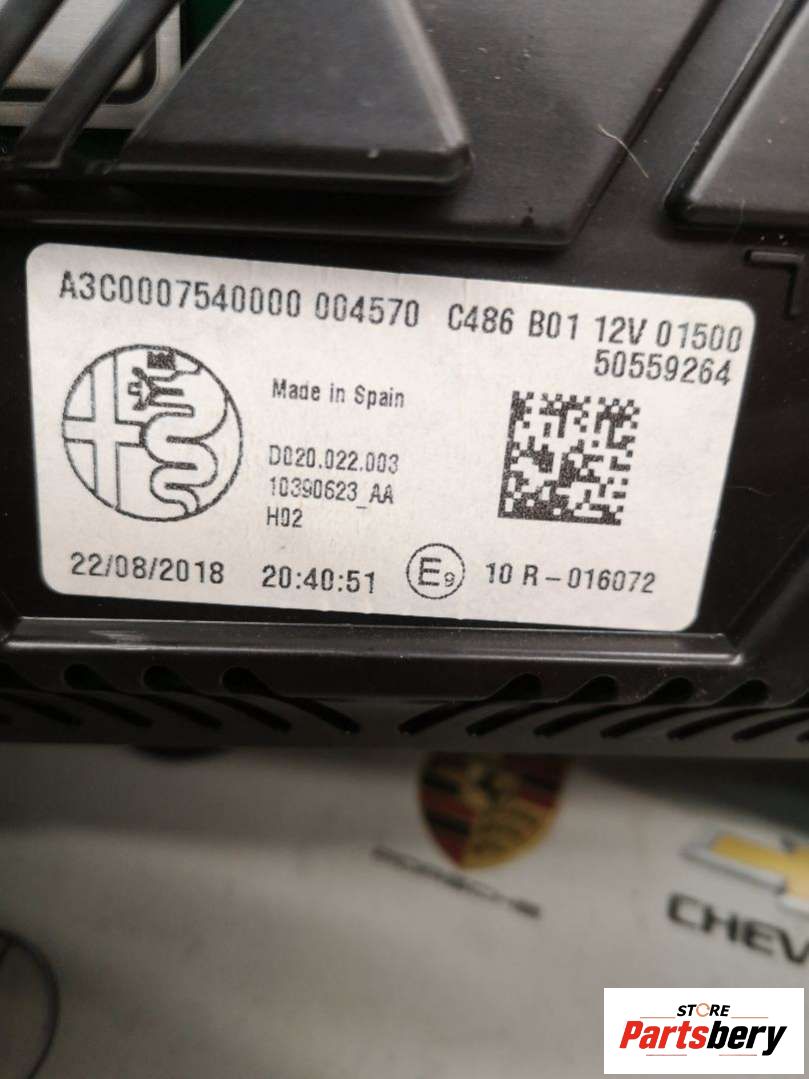 A3C0007540000 004570 C486 B01 12V 01500
50559264
Made in Spain
D020.022.003
10390623_AA
H02
22/08/2018 20:40:51 E9 10 R-016072
PORSCHE
CHEV
STORE
Partsbery